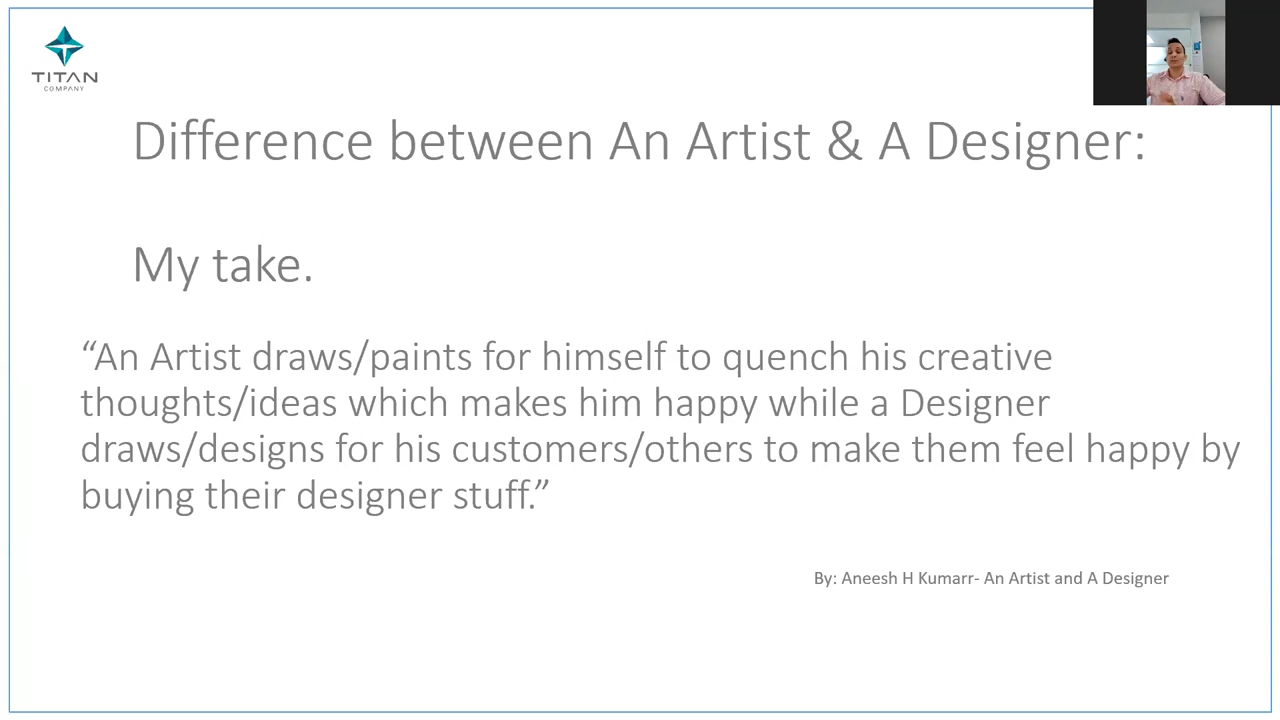 TITAN
COMPANY
Difference between An Artist & A Designer:
My take.
“An Artist draws/paints for himself to quench his creative
thoughts/ideas which makes him happy while a Designer
draws/designs for his customers/others to make them feel happy by
buying their designer stuff.”
By: Aneesh H Kumarr- An Artist and A Designer